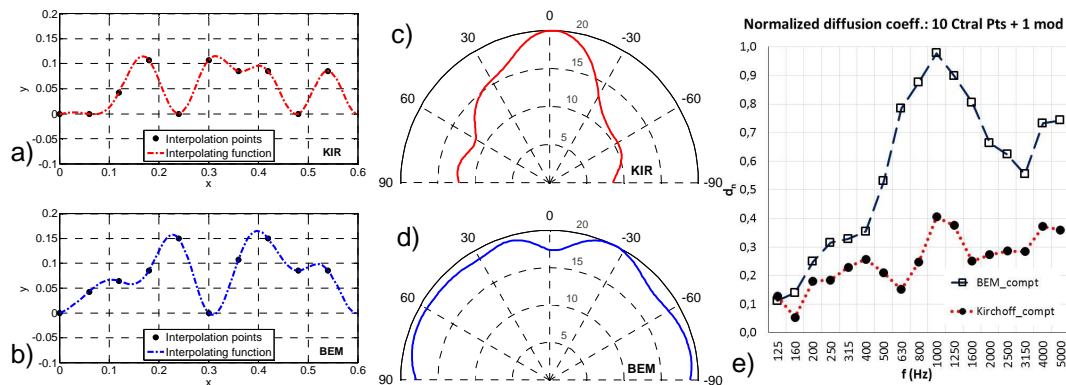 a)
0.2
0.15
0.1
0.05
0
-0.05
-0.1
y
0 0.1 0.2 0.3 0.4 0.5 0.6
x
Interpolation points
Interpolating function
KIR
b)
0.2
0.15
0.1
0.05
0
-0.05
-0.1
y
0 0.1 0.2 0.3 0.4 0.5 0.6
x
Interpolation points
Interpolating function
BEM
c)
0
30 -30
60 -60
90 -90
20
15
10
5
KIR
d)
0
30 -30
60 -60
90 -90
20
15
10
5
BEM
Normalized diffusion coeff.: 10 Ctral Pts + 1 mod
1,0
0,9
0,8
0,7
0,6
0,5
0,4
0,3
0,2
0,1
0,0
d_n
BEM_compt
Kirchoff_compt
125 160 200 250 315 400 500 630 800 1000 1250 1600 20000 2500 3150 4000 5000
f (Hz)
e)